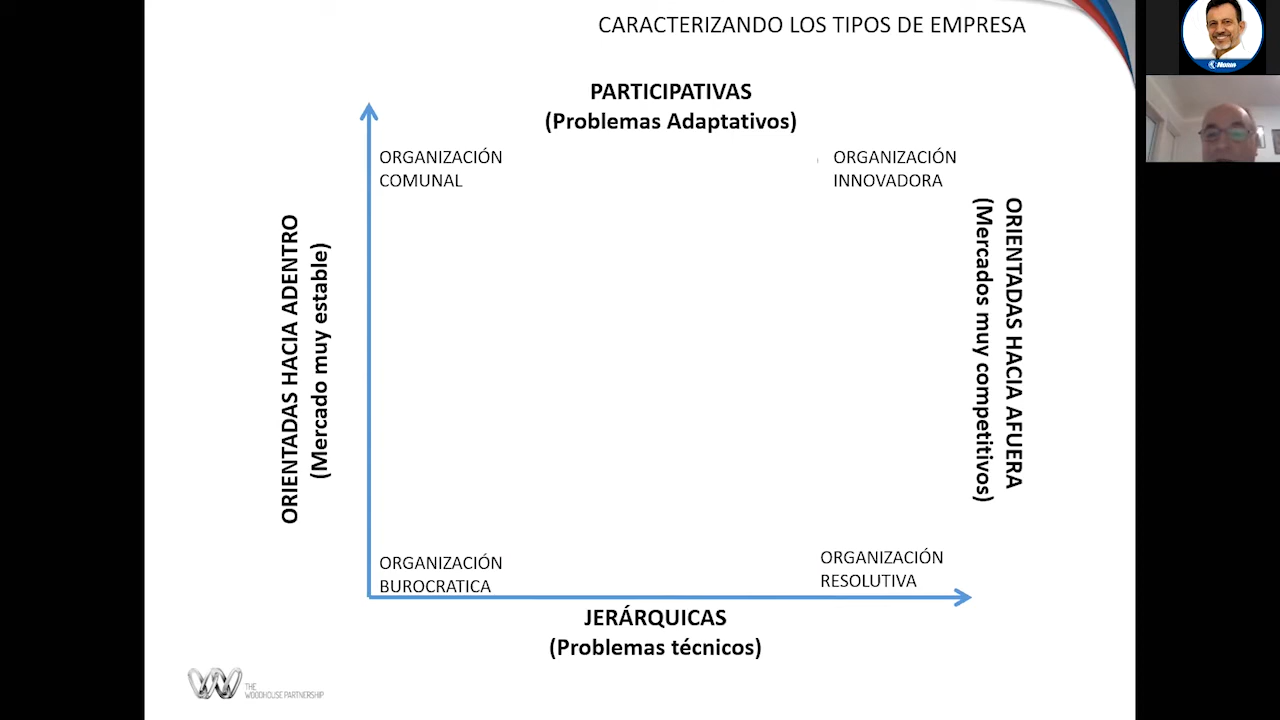 CARACTERIZANDO LOS TIPOS DE EMPRESA
PARTICIPATIVAS
(Problemas Adaptativos)
ORGANIZACIÓN
COMUNAL
ORGANIZACIÓN
INNOVADORA
ORIENTADAS HACIA ADENTRO
(Mercado muy estable)
ORIENTADAS HACIA AFUERA
(Mercados muy competitivos)
ORGANIZACIÓN
BUROCRATICA
ORGANIZACIÓN
RESOLUTIVA
JERÁRQUICAS
(Problemas técnicos)
THE
WOODHOUSE PARTNERSHIP